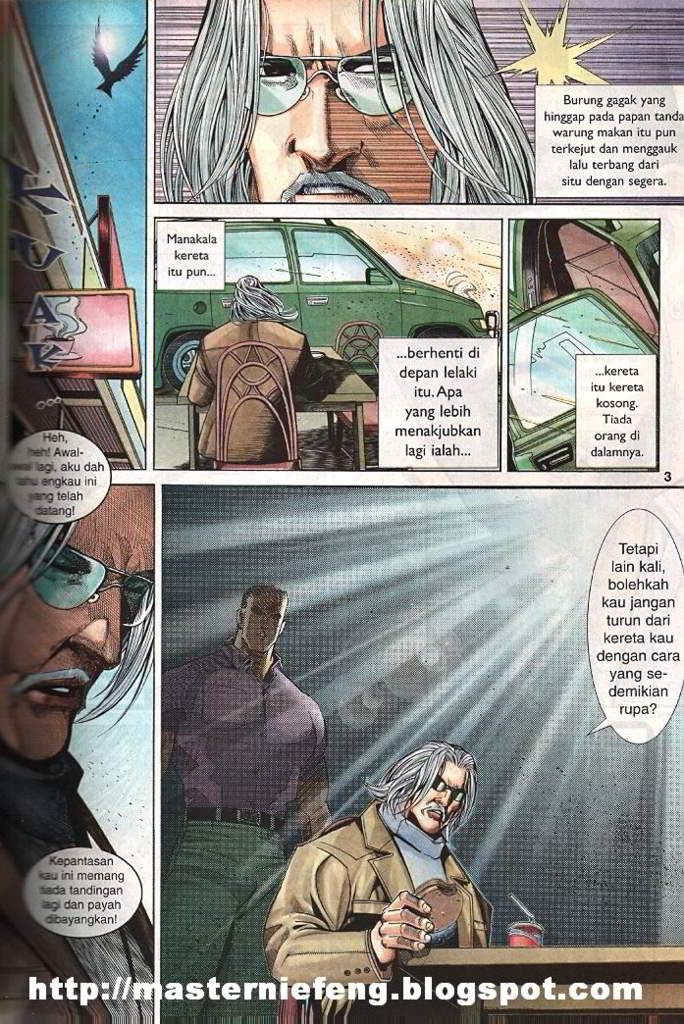 Burung gagak yang
hinggap pada papan tanda
warung makan itu pun
terkejut dan menggauk
lalu terbang dari
situ dengan segera.
KUAK
Manakala
kereta
itu pun...
...berhenti di
depan lelaki
itu. Apa
yang lebih
menakjubkan
lagi ialah...
...kereta
itu kereta
kosong.
Tiada
orang di
dalamnya.
3
Heh,
heh! Awal-
awal lagi, aku dah
tahu engkau ini
yang telah
datang!
Kepantasan
kau ini memang
tiada tandingan
lagi dan payah
dibayangkan!
Tetapi
lain kali,
bolehkah
kau jangan
turun dari
kereta kau
dengan cara
yang se-
demikian
rupa?
http://masterniefeng.blogspot.com